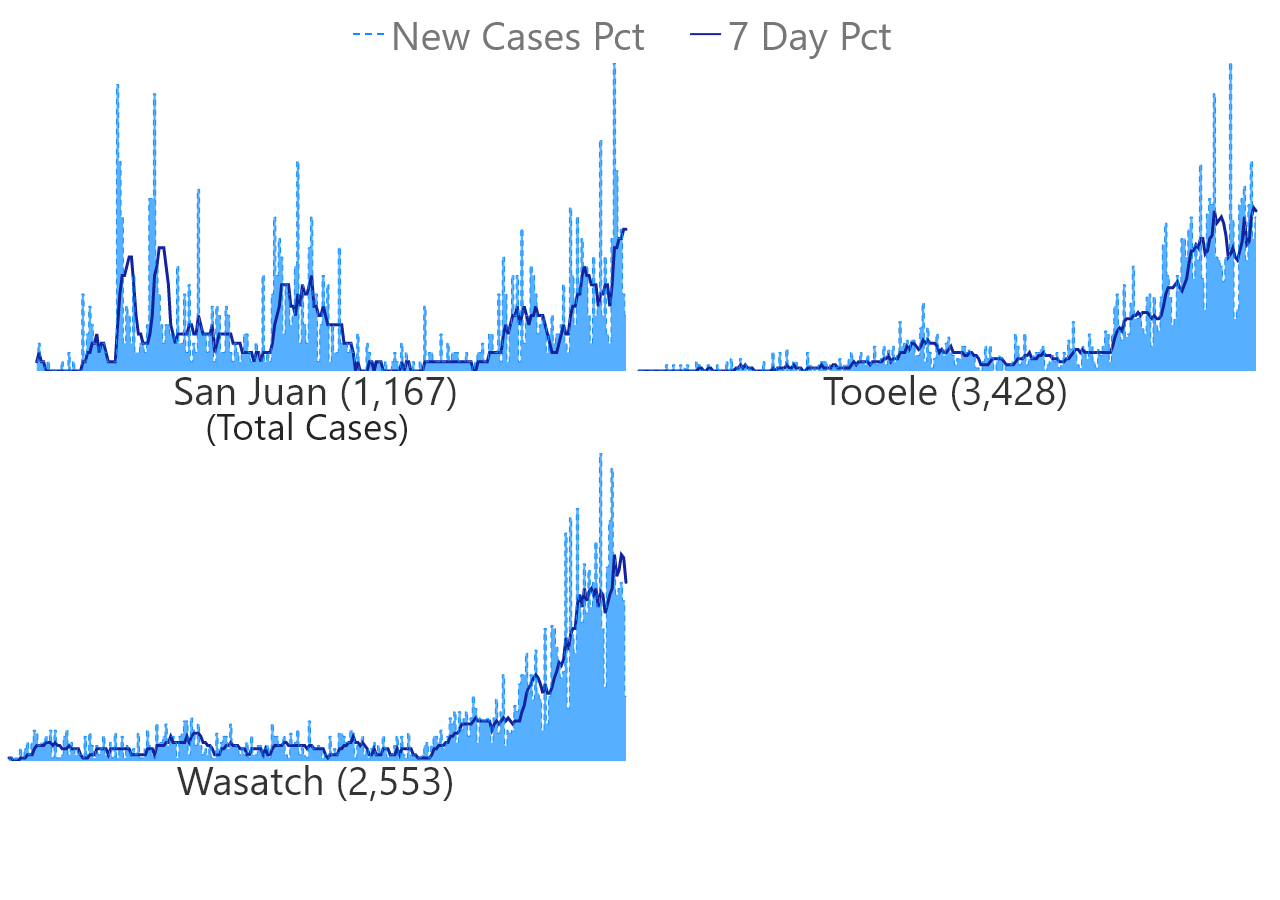 New Cases Pct 7 Day Pct
San Juan (1,167)
(Total Cases)
Tooele (3,428)
Wasatch (2,553)